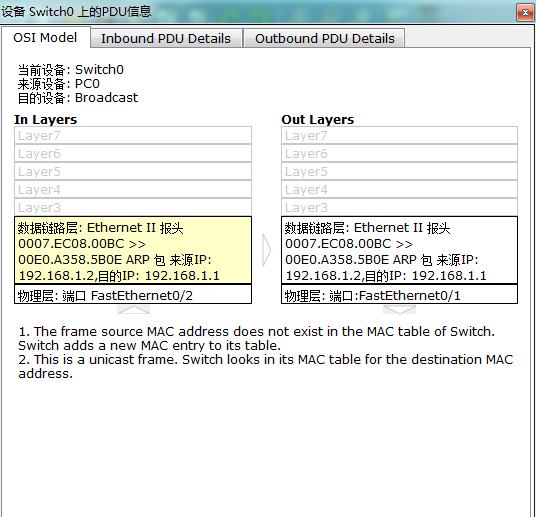 设备 Switch0 上的PDU信息
OSI Model
Inbound PDU Details
Outbound PDU Details
当前设备: Switch0
来源设备: PC0
目的设备: Broadcast
In Layers
Layer7
Layer6
Layer5
Layer4
Layer3
数据链路层: Ethernet II 报头
0007.EC08.00BC >>
00E0.A358.5B0E ARP 包 来源IP:
192.168.1.2,目的IP: 192.168.1.1
物理层: 端口 FastEthernet0/2
Out Layers
Layer7
Layer6
Layer5
Layer4
Layer3
数据链路层: Ethernet II 报头
0007.EC08.00BC >>
00E0.A358.5B0E ARP 包 来源IP:
192.168.1.2,目的IP: 192.168.1.1
物理层: 端口:FastEthernet0/1
1. The frame source MAC address does not exist in the MAC table of Switch.
Switch adds a new MAC entry to its table.
2. This is a unicast frame. Switch looks in its MAC table for the destination MAC
address.